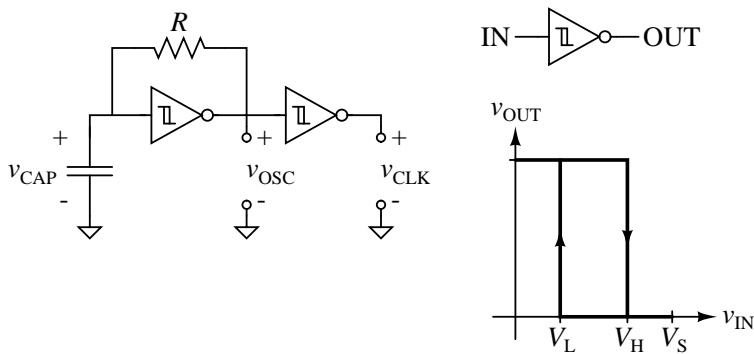 R
IN OUT
+ + +
v_CAP v_OSC v_CLK
- - -
v_OUT
v_IN
V_L V_H V_S